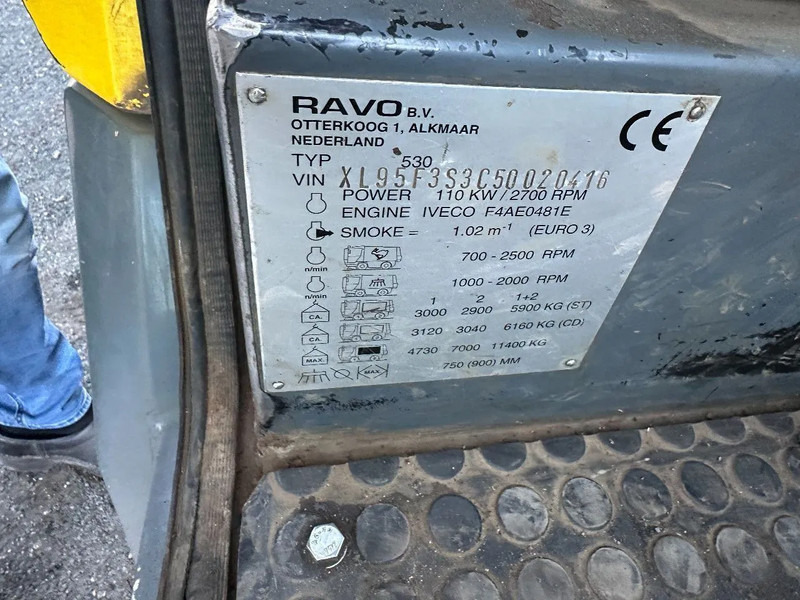 RAVO B.V.
OTTERKOOG 1, ALKMAAR
NEDERLAND
TYP 530
VIN XL95F3S3C50020416
POWER 110 KW / 2700 RPM
ENGINE IVECO F4AE0481E
SMOKE = 1.02 m⁻¹ (EURO 3)
n/min 700 - 2500 RPM
n/min 1000 - 2000 RPM
1 2 1+2
CA. 3000 2900 5900 KG (ST)
CA. 3120 3040 6160 KG (CD)
MAX. 4730 7000 11400 KG
MAX 750 (900) MM
CE